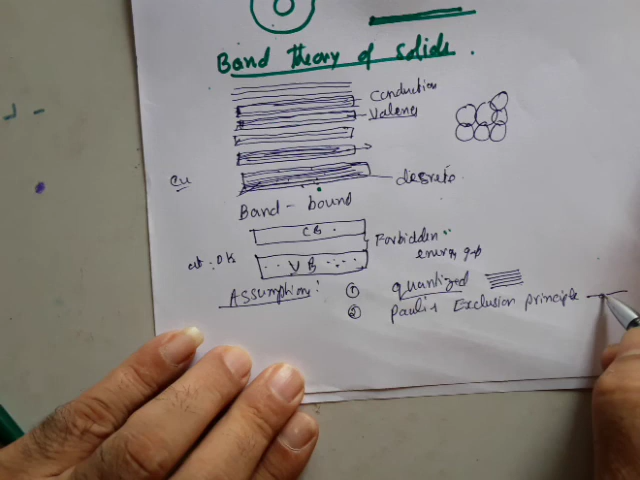 Band theory of solids.
Conduction
Valence
Cu
desrete
Band - bound
CB
Forbidden
energy gap
at : 0K
VB
Assumption: ① quantized
② Pauli's Exclusion principle